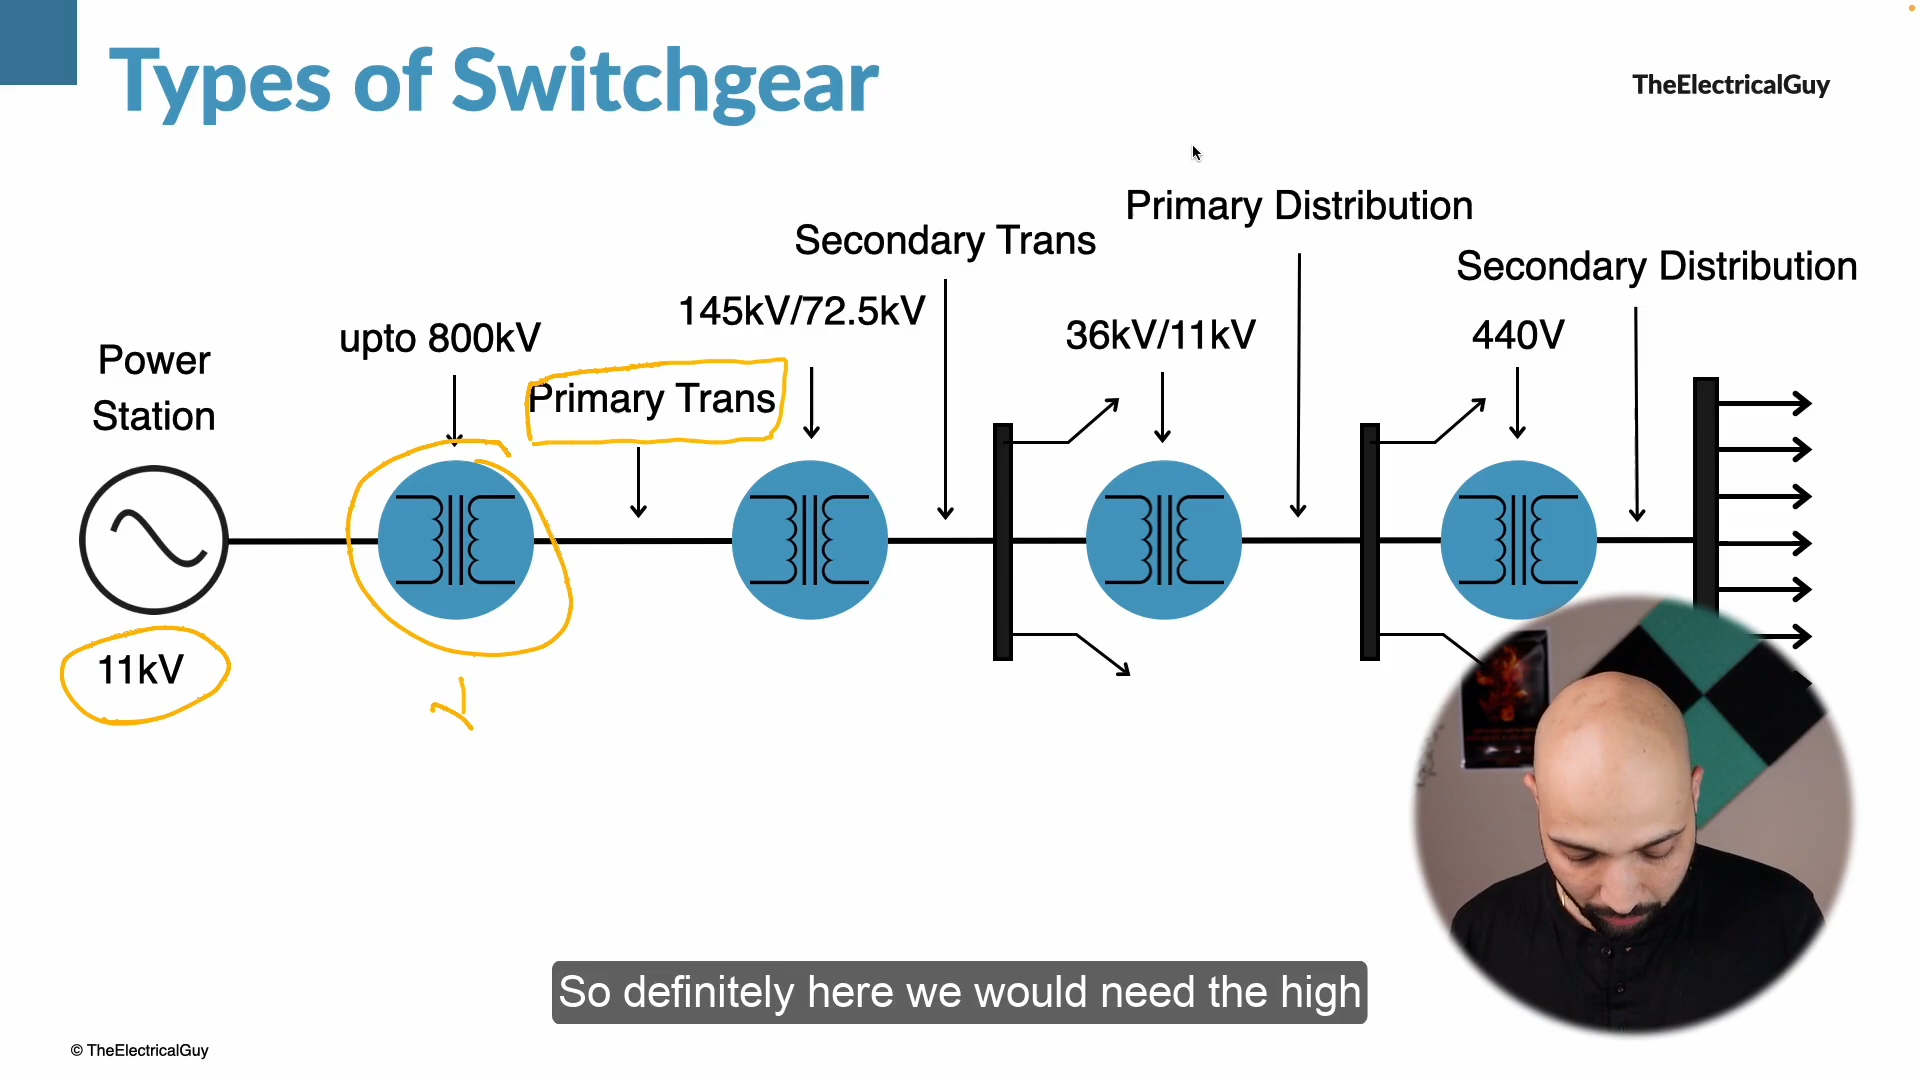 Types of Switchgear
TheElectricalGuy
Primary Distribution
Secondary Trans
Secondary Distribution
145kV/72.5kV
upto 800kV
36kV/11kV
440V
Power
Station
Primary Trans
11kV
So definitely here we would need the high
© TheElectricalGuy